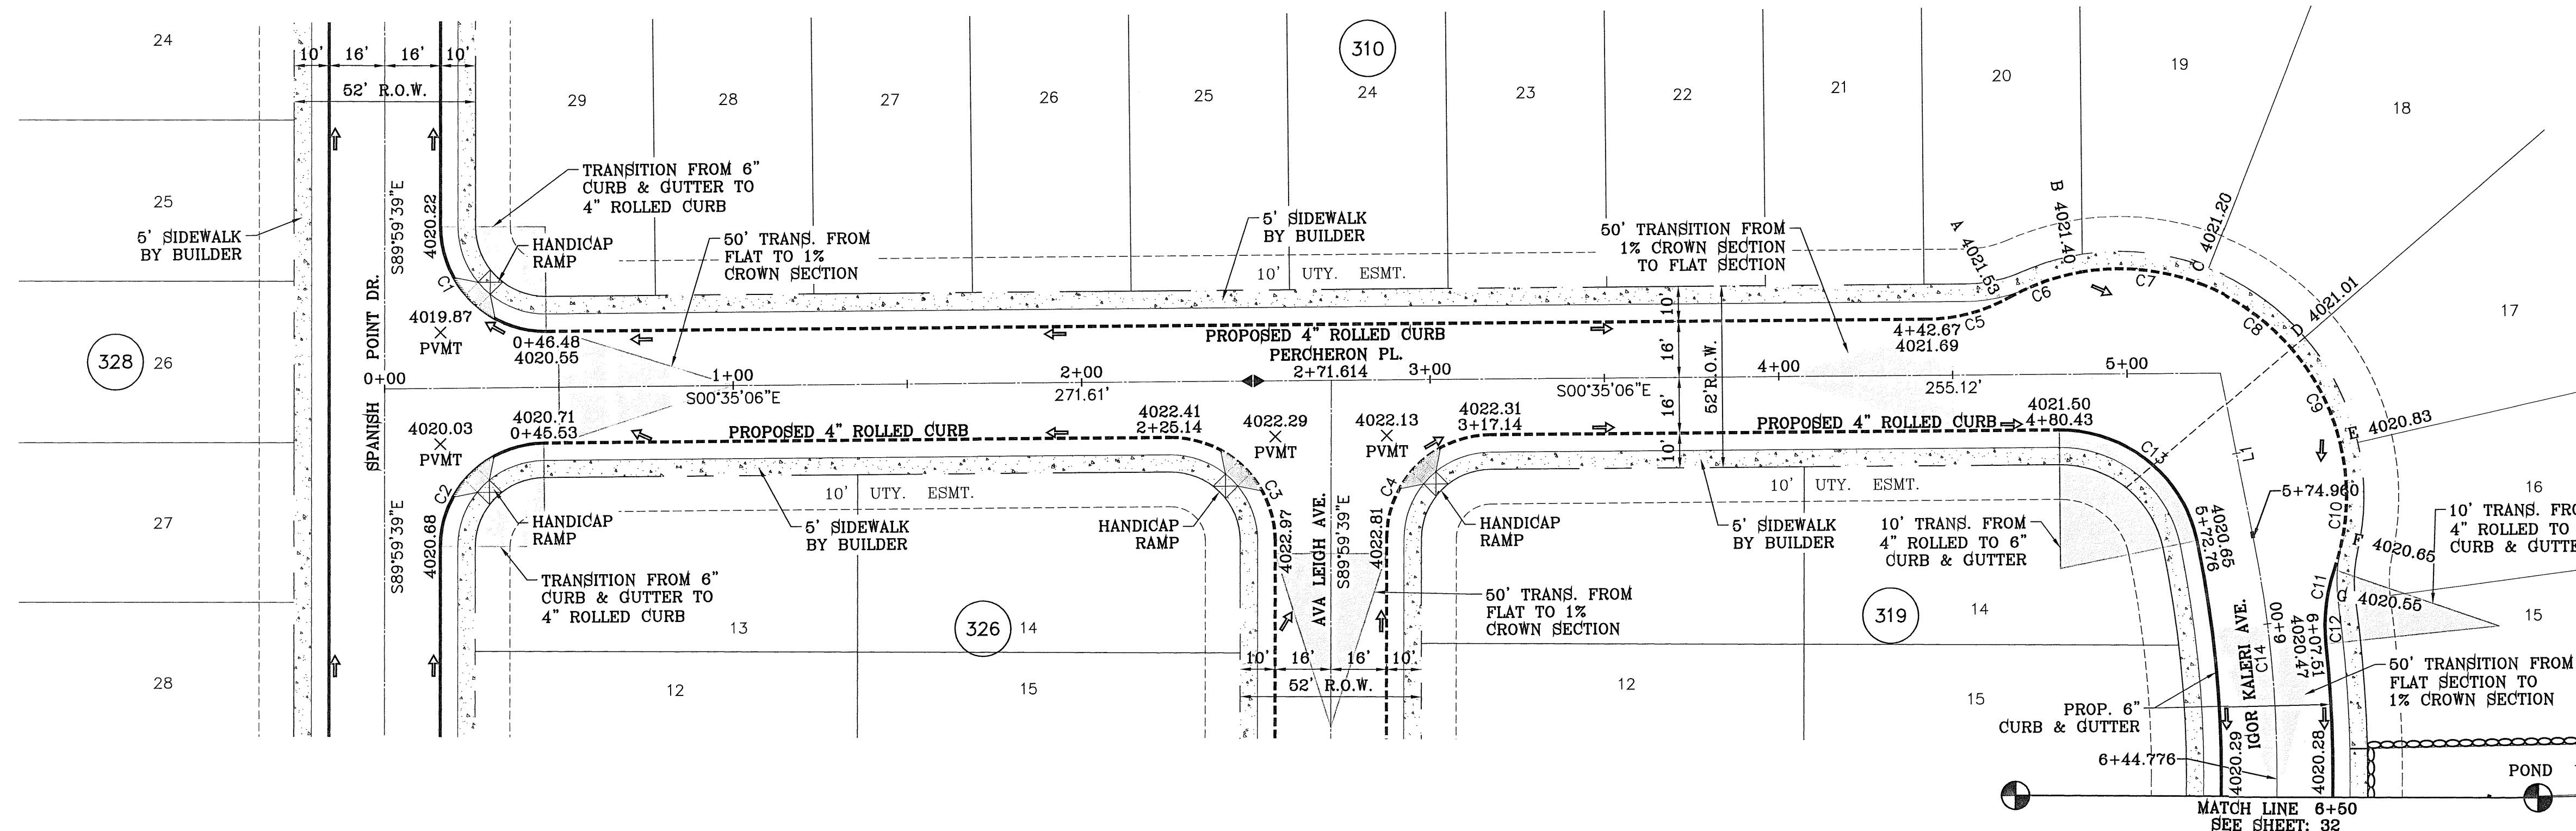 24
10'
16'
16'
10'
52' R.O.W.
25
5' SIDEWALK
BY BUILDER
328
26
27
28
SPANISH POINT DR.
S89°59'39"E
4020.22
C1
4019.87
PVMT
0+00
4020.03
PVMT
C2
4020.68
S89°59'39"E
29
28
27
26
25
310
24
23
22
21
20
19
18
17
16
15
TRANSITION FROM 6"
CURB & GUTTER TO
4" ROLLED CURB
HANDICAP
RAMP
50' TRANS. FROM
FLAT TO 1%
CROWN SECTION
5' SIDEWALK
BY BUILDER
10' UTY. ESMT.
50' TRANSITION FROM
1% CROWN SECTION
TO FLAT SECTION
0+46.48
4020.55
PROPOSED 4" ROLLED CURB
PERCHERON PL.
1+00
2+00
2+71.614
3+00
4+00
5+00
S00°35'06"E
271.61'
S00°35'06"E
255.12'
10'
16'
16'
10'
52'R.O.W.
4+42.67
4021.69
C5
A 4021.53
C6
B 4021.40
C7
C 4021.20
C8
D 4021.01
C9
E 4020.83
C10
F 4020.65
C11
G 4020.55
C12
4020.71
0+45.53
PROPOSED 4" ROLLED CURB
4022.41
2+25.14
4022.29
PVMT
4022.13
PVMT
4022.31
3+17.14
PROPOSED 4" ROLLED CURB
4021.50
4+80.43
C13
L1
5+74.960
HANDICAP
RAMP
TRANSITION FROM 6"
CURB & GUTTER TO
4" ROLLED CURB
10' UTY. ESMT.
5' SIDEWALK
BY BUILDER
HANDICAP
RAMP
C3
4022.97
AVA LEIGH AVE.
S89°59'39"E
4022.81
C4
HANDICAP
RAMP
50' TRANS. FROM
FLAT TO 1%
CROWN SECTION
10' UTY. ESMT.
5' SIDEWALK
BY BUILDER
10' TRANS. FROM
4" ROLLED TO 6"
CURB & GUTTER
4020.65
5+72.76
10' TRANS.
4" ROLLED TO
CURB &
13
326
14
12
15
10'
16'
16'
10'
52' R.O.W.
319
14
12
15
IGOR KALERI AVE.
6+00
C14
6+07.51
4020.47
50' TRANSITION FROM
FLAT SECTION TO
1% CROWN SECTION
PROP. 6"
CURB & GUTTER
6+44.776
4020.29
4020.28
POND
MATCH LINE 6+50
SEE SHEET: 32